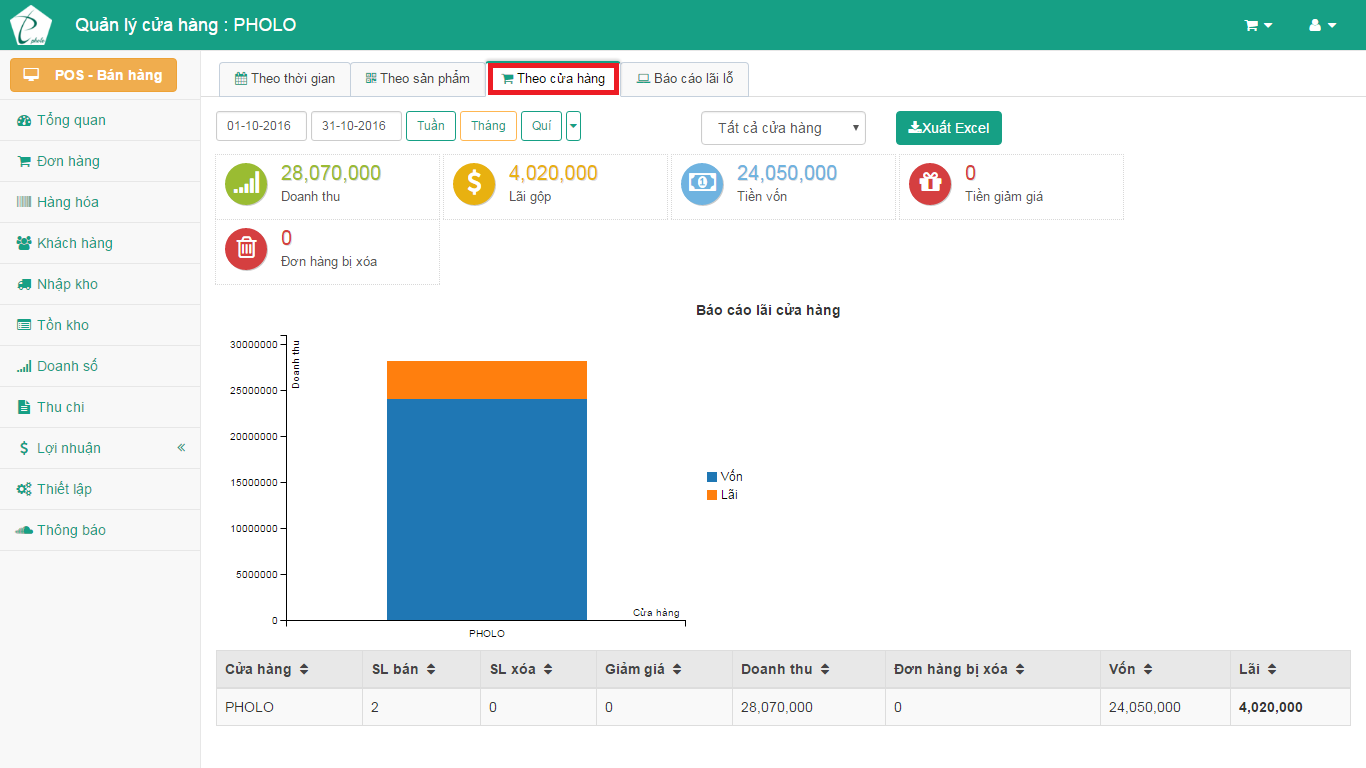 pholo
Quản lý cửa hàng : PHOLO
POS - Bán hàng
Tổng quan
Đơn hàng
Hàng hóa
Khách hàng
Nhập kho
Tồn kho
Doanh số
Thu chi
Lợi nhuận
Thiết lập
Thông báo
Theo thời gian Theo sản phẩm Theo cửa hàng Báo cáo lãi lỗ
01-10-2016 31-10-2016 Tuần Tháng Quí Tất cả cửa hàng Xuất Excel
28,070,000 4,020,000 24,050,000 0
Doanh thu Lãi gộp Tiền vốn Tiền giảm giá
0
Đơn hàng bị xóa
Báo cáo lãi cửa hàng
Doanh thu
30000000
25000000
20000000
15000000
10000000
5000000
0
Vốn
Lãi
Cửa hàng
PHOLO
Cửa hàng SL bán SL xóa Giảm giá Doanh thu Đơn hàng bị xóa Vốn Lãi
PHOLO 2 0 0 28,070,000 0 24,050,000 4,020,000